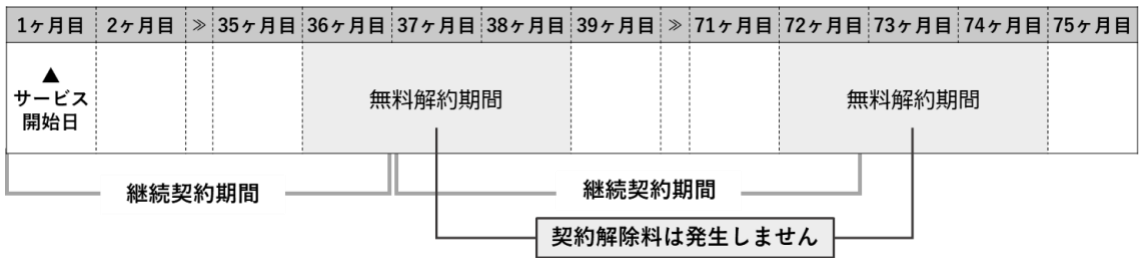 1ヶ月目 2ヶ月目 ≫ 35ヶ月目 36ヶ月目 37ヶ月目 38ヶ月目 39ヶ月目 ≫ 71ヶ月目 72ヶ月目 73ヶ月目 74ヶ月目 75ヶ月目
▲
サービス
開始日
無料解約期間 無料解約期間
継続契約期間 継続契約期間
契約解除料は発生しません